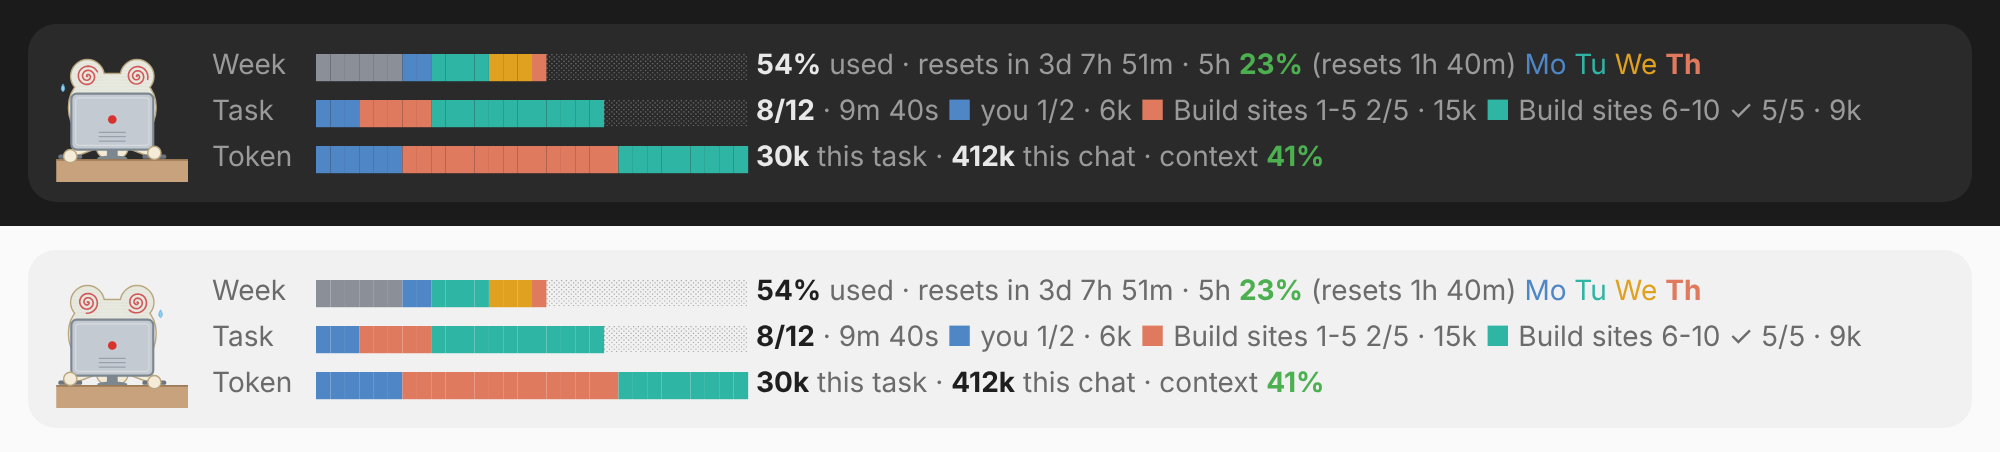 Week 54% used · resets in 3d 7h 51m · 5h 23% (resets 1h 40m) Mo Tu We Th
Task 8/12 · 9m 40s you 1/2 · 6k Build sites 1-5 2/5 · 15k Build sites 6-10 ✓ 5/5 · 9k
Token 30k this task · 412k this chat · context 41%
Week 54% used · resets in 3d 7h 51m · 5h 23% (resets 1h 40m) Mo Tu We Th
Task 8/12 · 9m 40s you 1/2 · 6k Build sites 1-5 2/5 · 15k Build sites 6-10 ✓ 5/5 · 9k
Token 30k this task · 412k this chat · context 41%